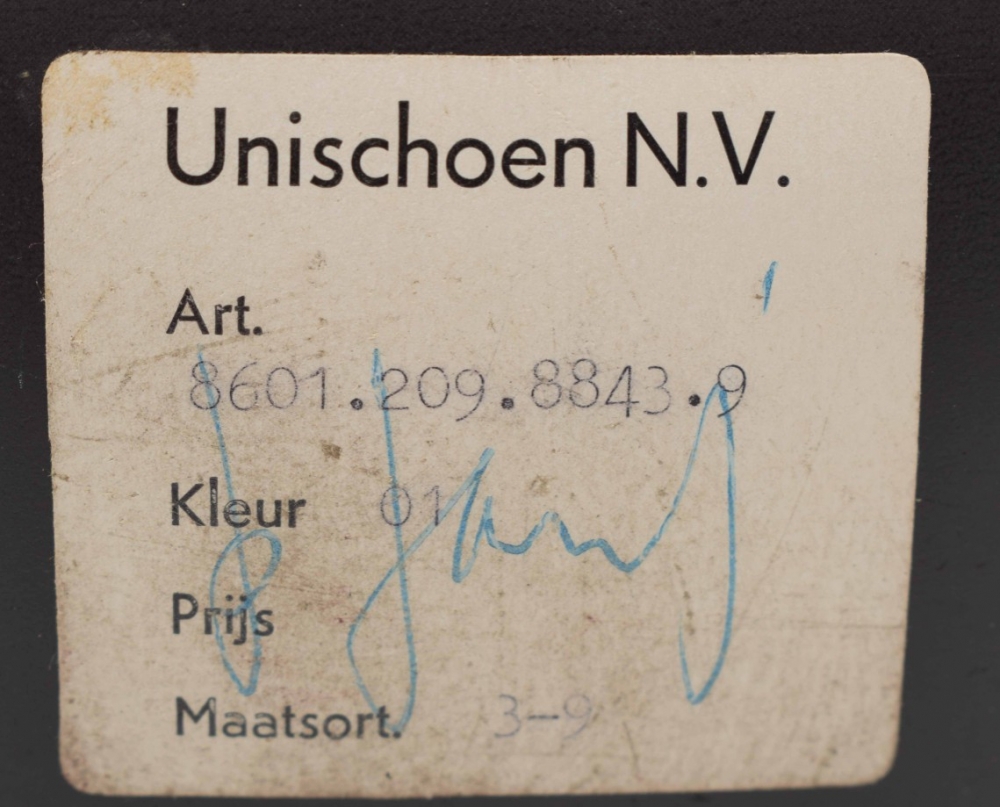 Unischoen N.V.
Art.
8601.209.8843.9
Kleur 01
Prijs
Maatsort. 3-9